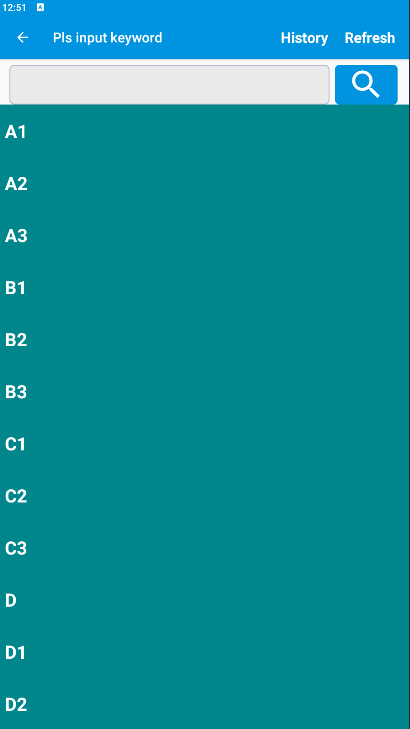 12:51 A
Pls input keyword History Refresh
A1
A2
A3
B1
B2
B3
C1
C2
C3
D
D1
D2